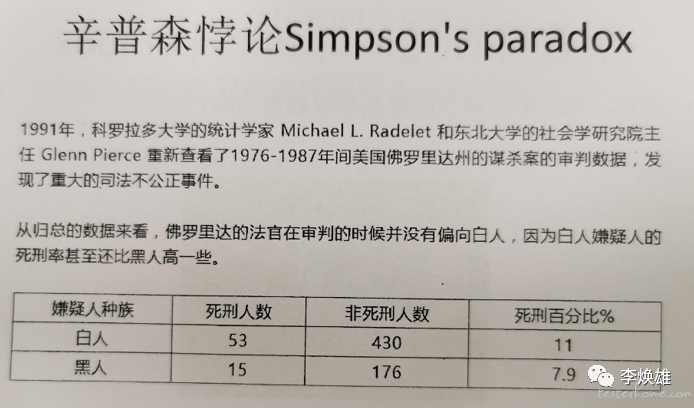 辛普森悖论Simpson's paradox
1991年，科罗拉多大学的统计学家 Michael L. Radelet 和东北大学的社会学研究院主
任 Glenn Pierce 重新查看了1976-1987年间美国佛罗里达州的谋杀案的审判数据，发
现了重大的司法不公正事件。
从归总的数据来看，佛罗里达的法官在审判的时候并没有偏向白人，因为白人嫌疑人的
死刑率甚至还比黑人高一些。
嫌疑人种族 死刑人数 非死刑人数 死刑百分比%
白人 53 430 11
黑人 15 176 7.9
李焕雄
testerhome.com